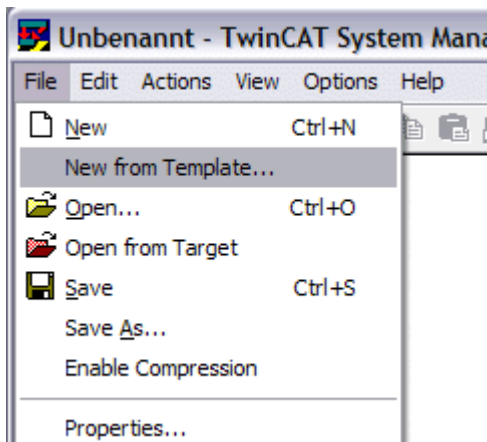 Unbenannt - TwinCAT System Mana
File Edit Actions View Options Help
New Ctrl+N
New from Template...
Open... Ctrl+O
Open from Target
Save Ctrl+S
Save As...
Enable Compression
Properties...